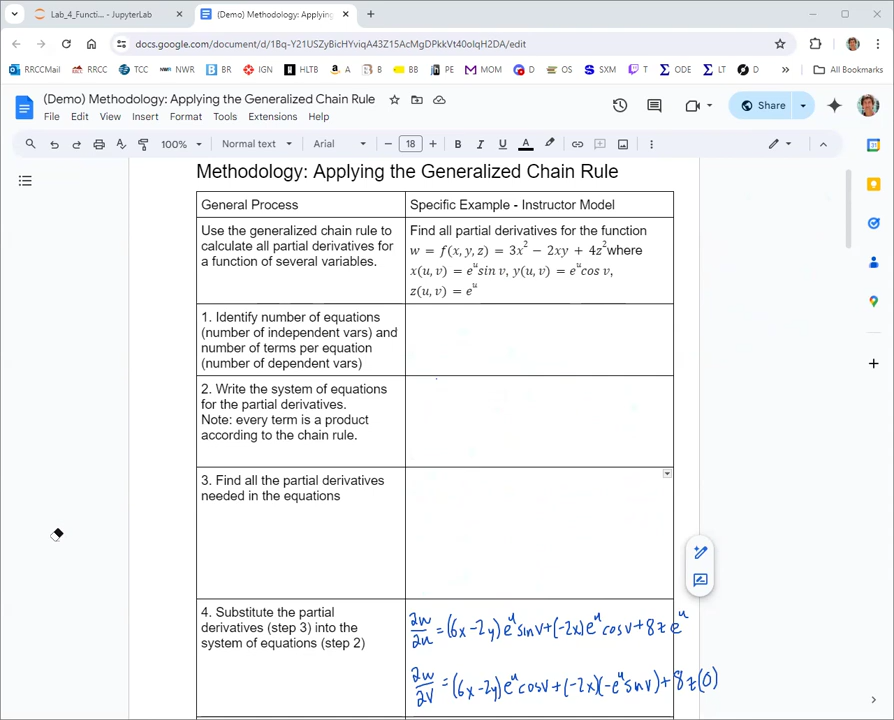 Lab_4_Functi... - JupyterLab
(Demo) Methodology: Applying
docs.google.com/document/d/1Bq-Y21USZyBicHYviqA43Z15AcMgDPkkVt40olqH2DA/edit
RRCCMail RRCC TCC NWR BR IGN HLTB A B BB PE MOM D OS SXM T ODE LT D All Bookmarks
(Demo) Methodology: Applying the Generalized Chain Rule
File Edit View Insert Format Tools Extensions Help
Share
100% Normal text Arial 18 B I U A
Methodology: Applying the Generalized Chain Rule
General Process
Specific Example - Instructor Model
Use the generalized chain rule to
calculate all partial derivatives for
a function of several variables.
Find all partial derivatives for the function
w = f(x, y, z) = 3x² − 2xy + 4z² where
x(u, v) = e^u sin v, y(u, v) = e^u cos v,
z(u, v) = e^u
1. Identify number of equations
(number of independent vars) and
number of terms per equation
(number of dependent vars)
2. Write the system of equations
for the partial derivatives.
Note: every term is a product
according to the chain rule.
3. Find all the partial derivatives
needed in the equations
4. Substitute the partial
derivatives (step 3) into the
system of equations (step 2)
∂w/∂u = (6x-2y)e^u sin v + (-2x)e^u cos v + 8z e^u
∂w/∂v = (6x-2y)e^u cos v + (-2x)(-e^u sin v) + 8z(0)